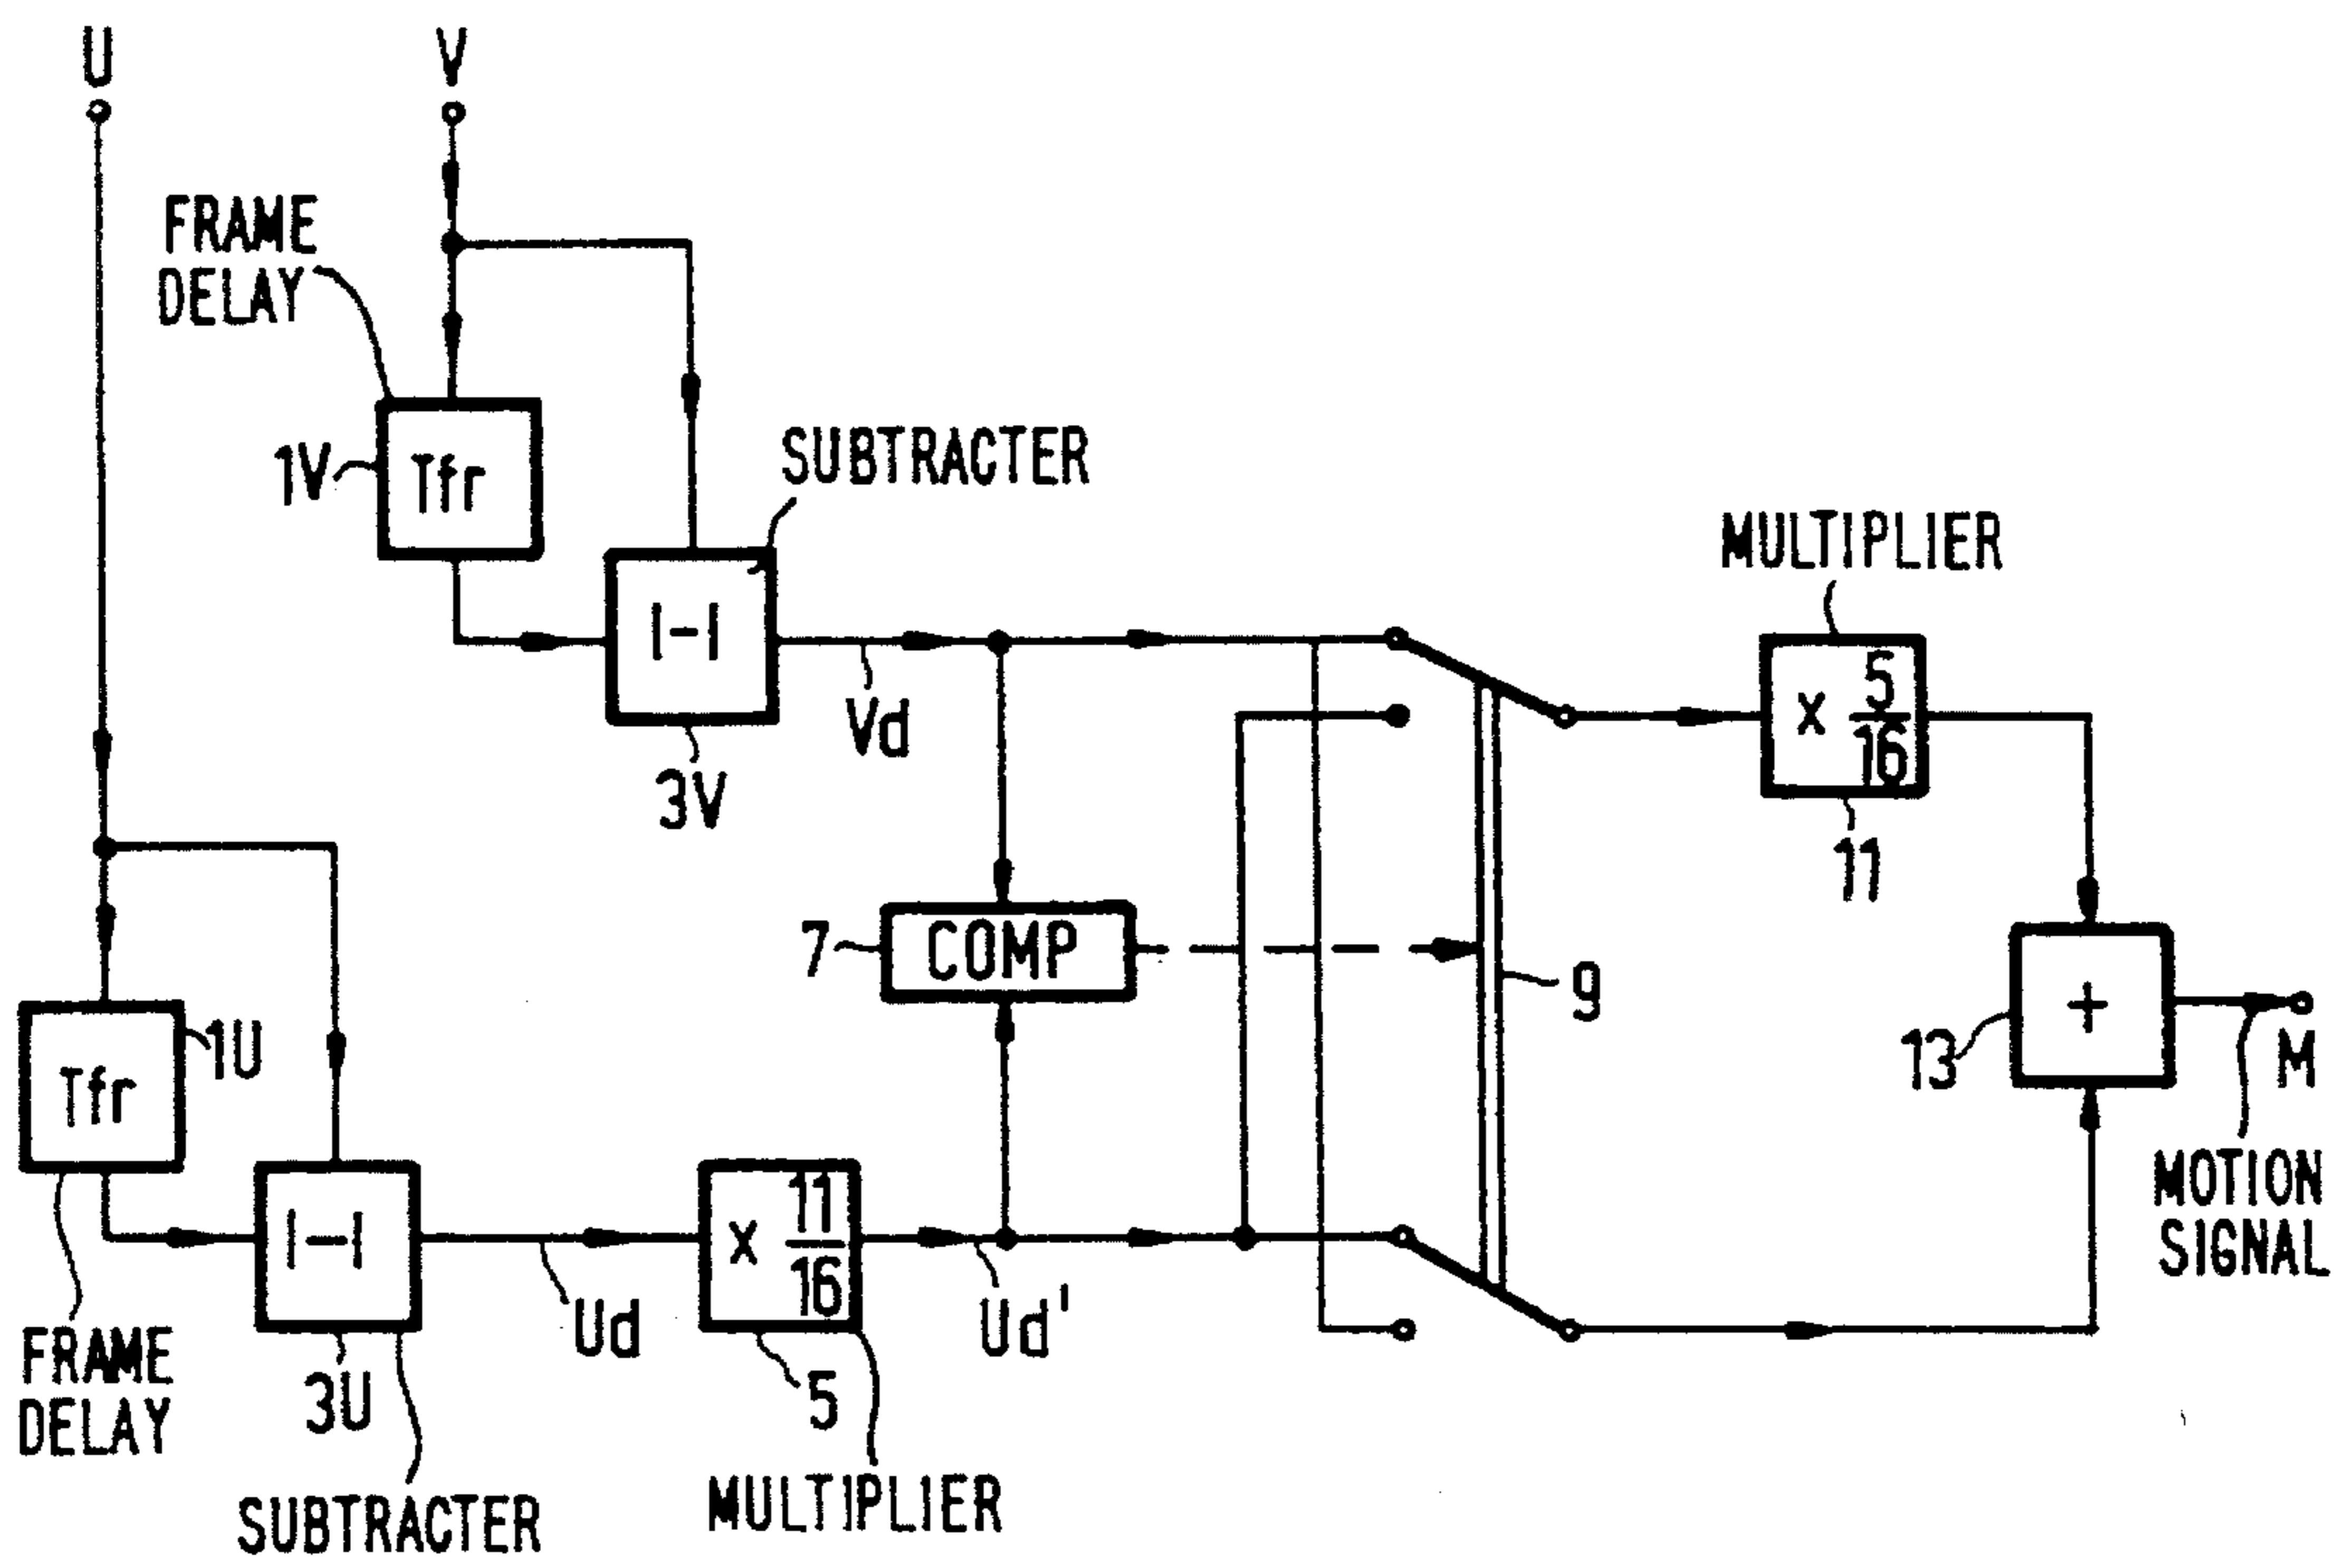 U
V
FRAME
DELAY
1V
Tfr
SUBTRACTER
|-|
Vd
3V
MULTIPLIER
x 5/16
11
7
COMP
9
13
+
M
MOTION
SIGNAL
1U
Tfr
FRAME
DELAY
|-|
3U
SUBTRACTER
Ud
x 11/16
5
MULTIPLIER
Ud'